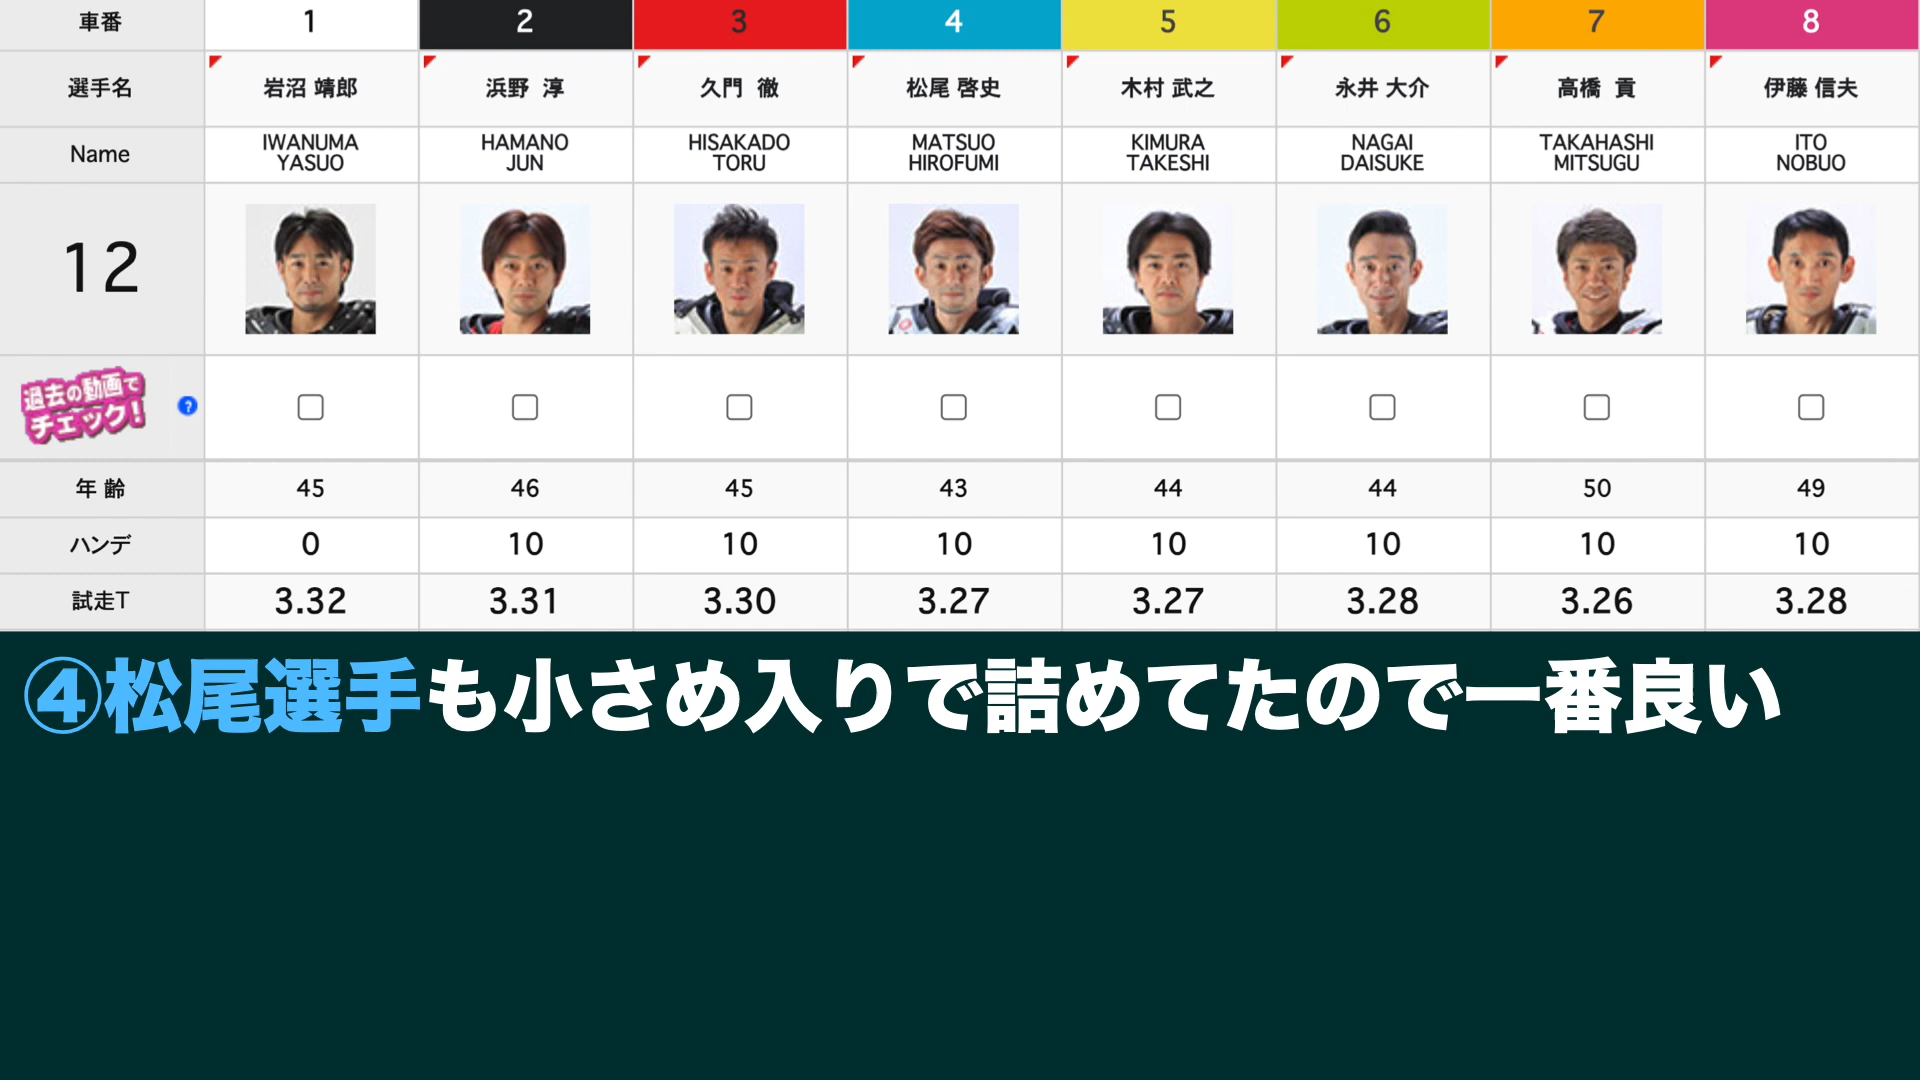 車番 1 2 3 4 5 6 7 8
選手名 岩沼 靖郎 浜野 淳 久門 徹 松尾 啓史 木村 武之 永井 大介 高橋 貢 伊藤 信夫
Name IWANUMA YASUO HAMANO JUN HISAKADO TORU MATSUO HIROFUMI KIMURA TAKESHI NAGAI DAISUKE TAKAHASHI MITSUGU ITO NOBUO
12
過去の動画で
チェック! ?
年齢 45 46 45 43 44 44 50 49
ハンデ 0 10 10 10 10 10 10 10
試走T 3.32 3.31 3.30 3.27 3.27 3.28 3.26 3.28
④松尾選手も小さめ入りで詰めてたので一番良い